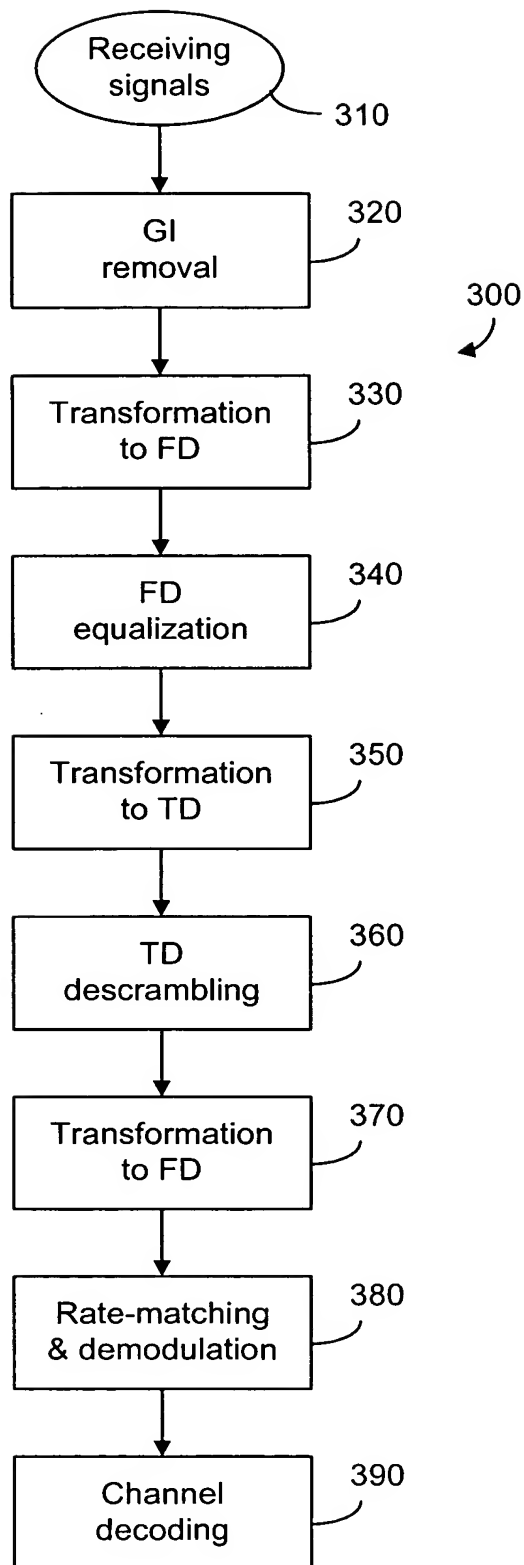 Receiving
signals
310
GI
removal
320
300
Transformation
to FD
330
FD
equalization
340
Transformation
to TD
350
TD
descrambling
360
Transformation
to FD
370
Rate-matching
& demodulation
380
Channel
decoding
390